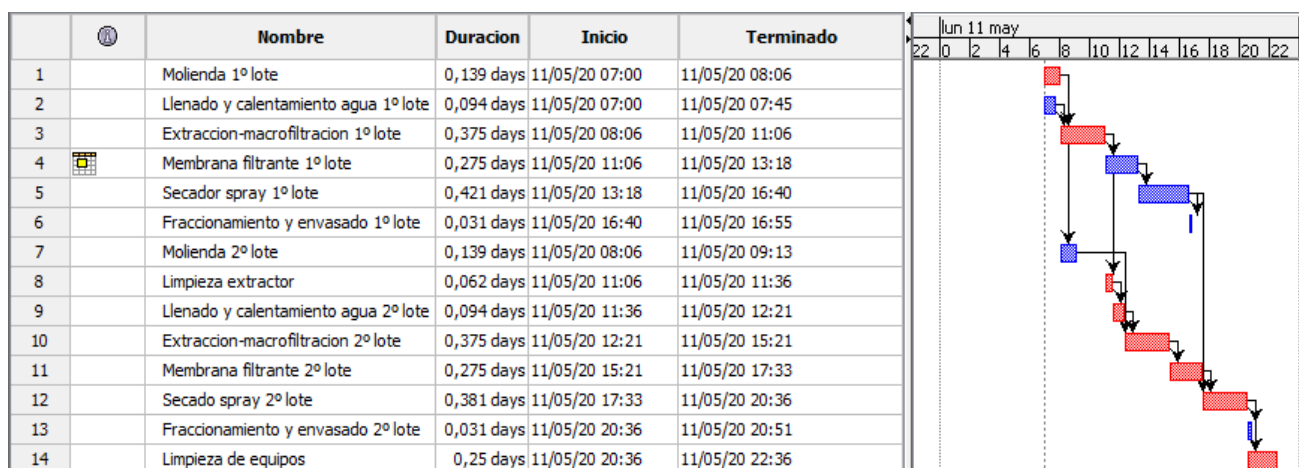 Nombre Duracion Inicio Terminado
lun 11 may
22 0 2 4 6 8 10 12 14 16 18 20 22
1 Molienda 1º lote 0,139 days 11/05/20 07:00 11/05/20 08:06
2 Llenado y calentamiento agua 1º lote 0,094 days 11/05/20 07:00 11/05/20 07:45
3 Extraccion-macrofiltracion 1º lote 0,375 days 11/05/20 08:06 11/05/20 11:06
4 Membrana filtrante 1º lote 0,275 days 11/05/20 11:06 11/05/20 13:18
5 Secador spray 1º lote 0,421 days 11/05/20 13:18 11/05/20 16:40
6 Fraccionamiento y envasado 1º lote 0,031 days 11/05/20 16:40 11/05/20 16:55
7 Molienda 2º lote 0,139 days 11/05/20 08:06 11/05/20 09:13
8 Limpieza extractor 0,062 days 11/05/20 11:06 11/05/20 11:36
9 Llenado y calentamiento agua 2º lote 0,094 days 11/05/20 11:36 11/05/20 12:21
10 Extraccion-macrofiltracion 2º lote 0,375 days 11/05/20 12:21 11/05/20 15:21
11 Membrana filtrante 2º lote 0,275 days 11/05/20 15:21 11/05/20 17:33
12 Secado spray 2º lote 0,381 days 11/05/20 17:33 11/05/20 20:36
13 Fraccionamiento y envasado 2º lote 0,031 days 11/05/20 20:36 11/05/20 20:51
14 Limpieza de equipos 0,25 days 11/05/20 20:36 11/05/20 22:36